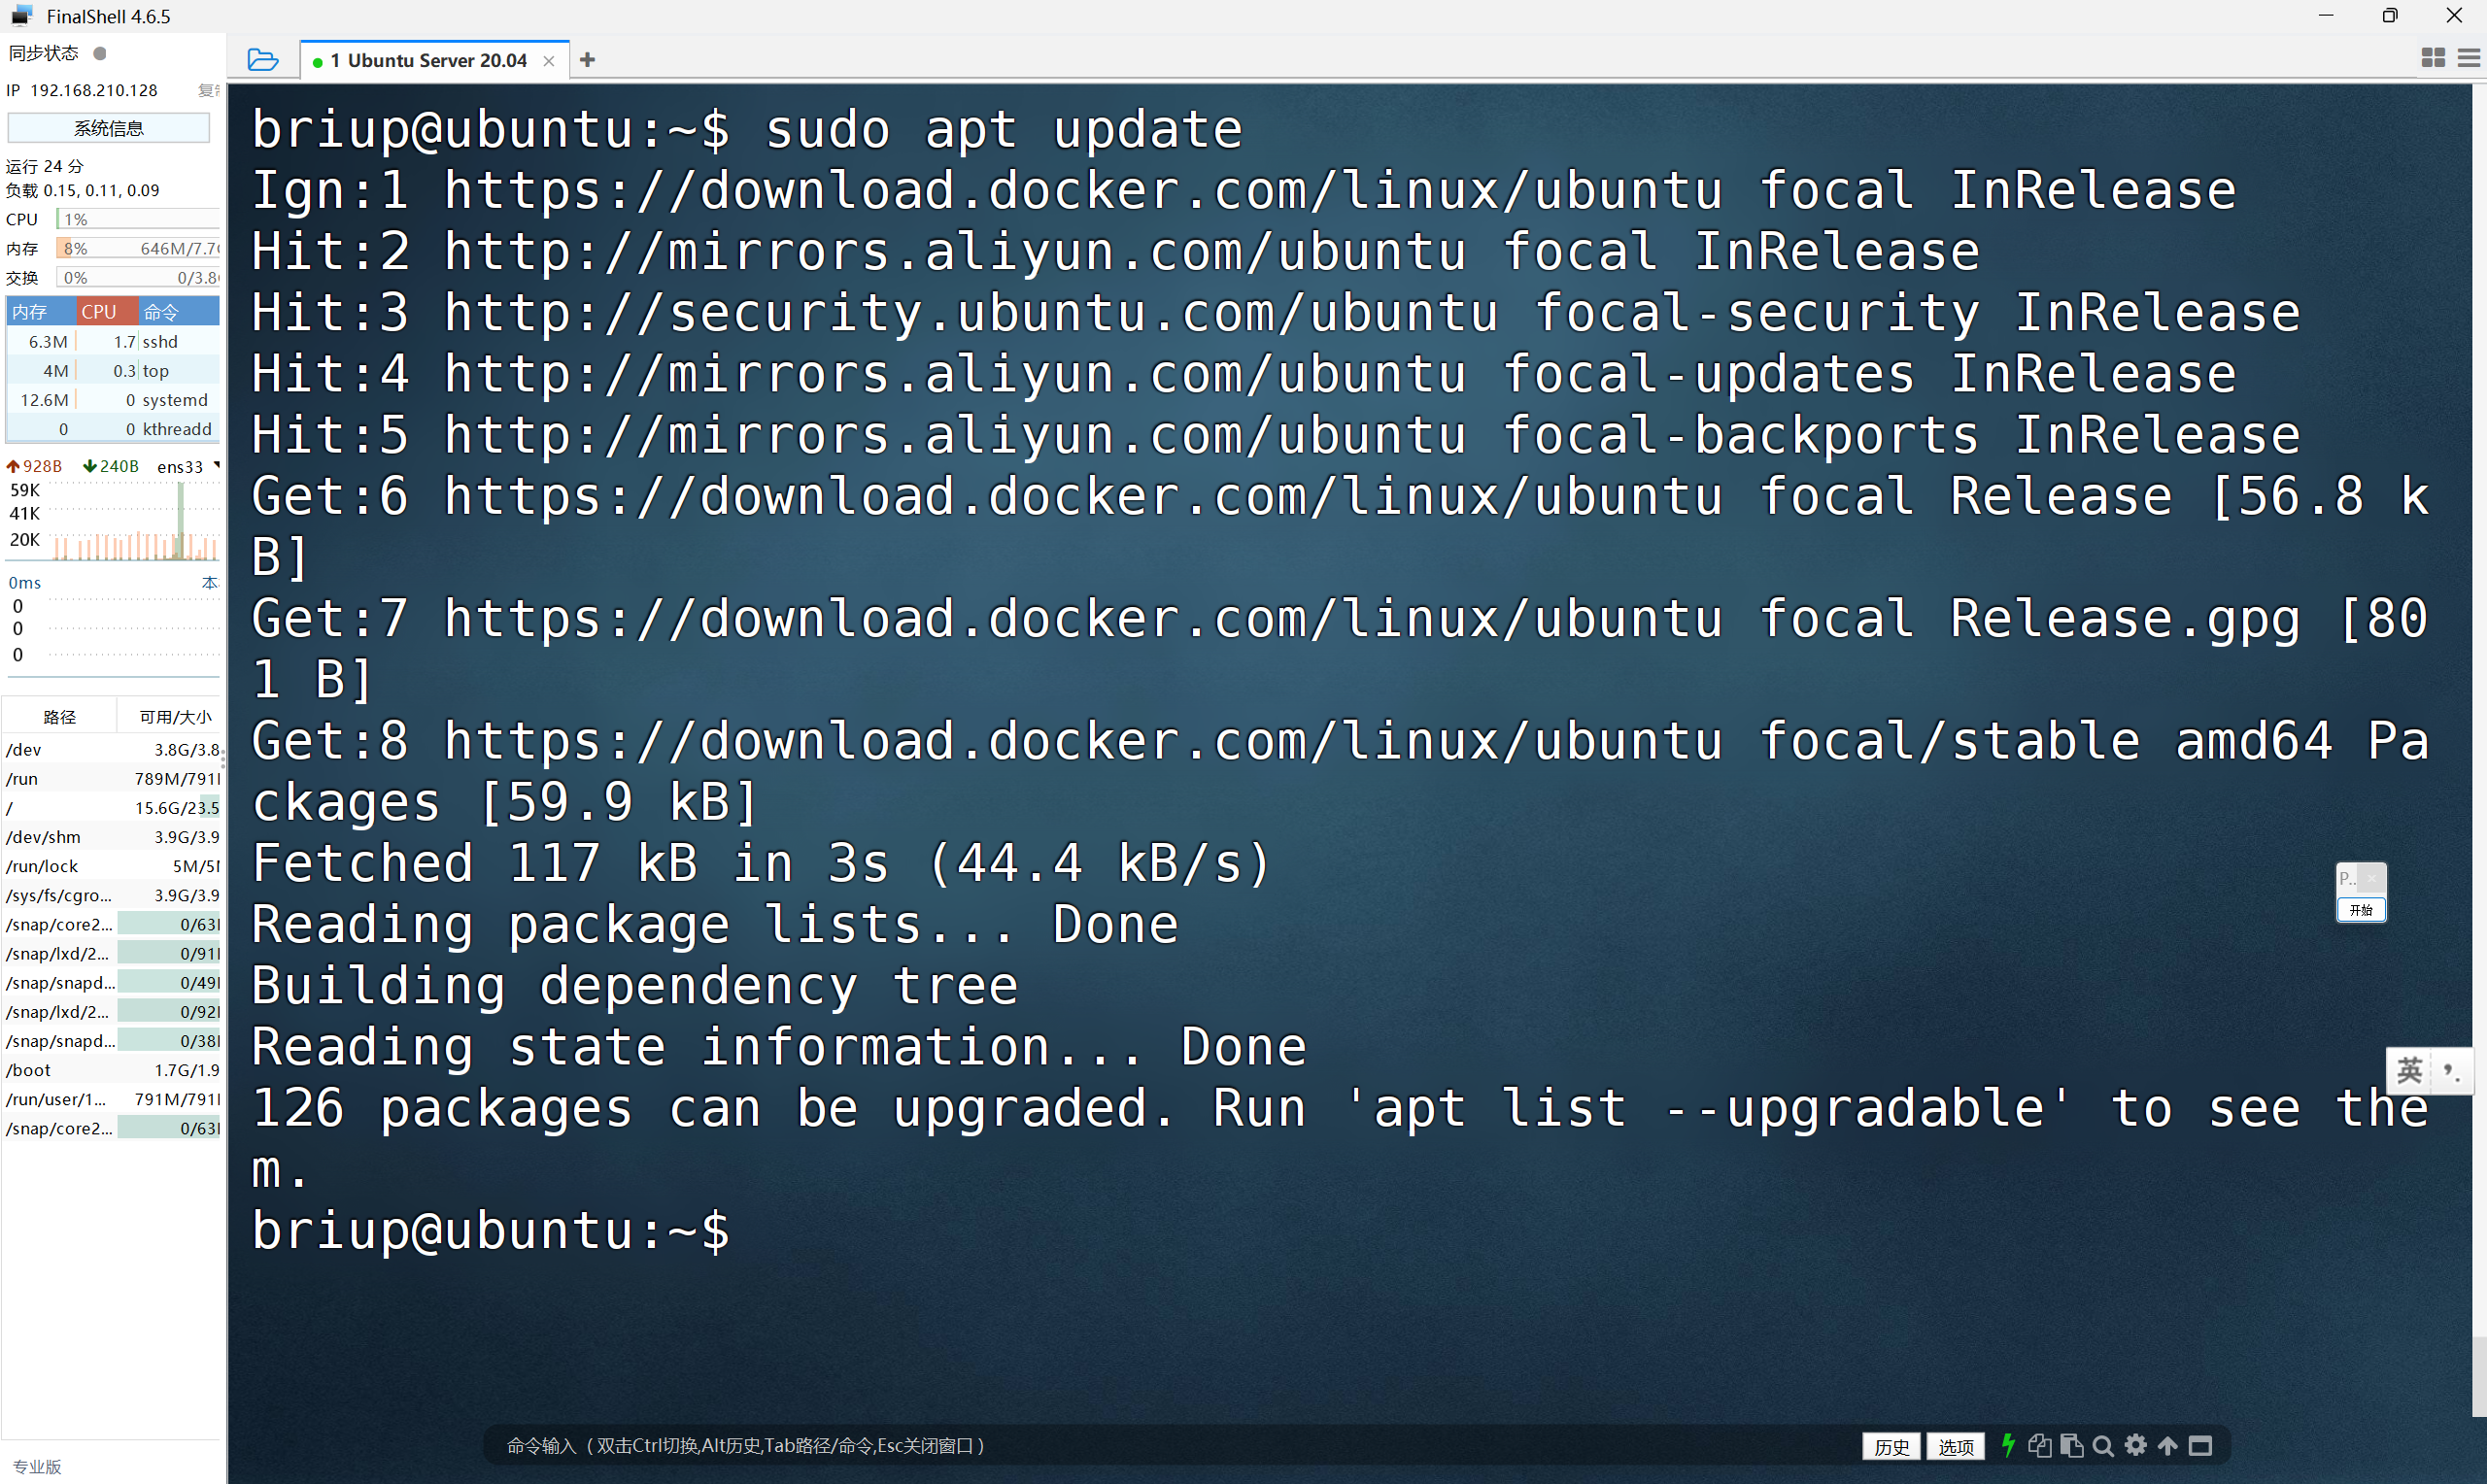 FinalShell 4.6.5
同步状态
IP 192.168.210.128
系统信息
运行 24 分
负载 0.15, 0.11, 0.09
CPU 1%
内存 8% 646M/7.7
交换 0% 0/3.8
内存 CPU 命令
6.3M 1.7 sshd
4M 0.3 top
12.6M 0 systemd
0 0 kthreadd
928B 240B ens33
59K
41K
20K
0ms 本
0
0
0
路径 可用/大小
/dev 3.8G/3.8
/run 789M/791
/ 15.6G/23.5
/dev/shm 3.9G/3.9
/run/lock 5M/5
/sys/fs/cgro... 3.9G/3.9
/snap/core2... 0/63
/snap/lxd/2... 0/91
/snap/snapd... 0/49
/snap/lxd/2... 0/92
/snap/snapd... 0/38
/boot 1.7G/1.9
/run/user/1... 791M/791
/snap/core2... 0/63
专业版
1 Ubuntu Server 20.04
briup@ubuntu:~$ sudo apt update
Ign:1 https://download.docker.com/linux/ubuntu focal InRelease
Hit:2 http://mirrors.aliyun.com/ubuntu focal InRelease
Hit:3 http://security.ubuntu.com/ubuntu focal-security InRelease
Hit:4 http://mirrors.aliyun.com/ubuntu focal-updates InRelease
Hit:5 http://mirrors.aliyun.com/ubuntu focal-backports InRelease
Get:6 https://download.docker.com/linux/ubuntu focal Release [56.8 k
B]
Get:7 https://download.docker.com/linux/ubuntu focal Release.gpg [80
1 B]
Get:8 https://download.docker.com/linux/ubuntu focal/stable amd64 Pa
ckages [59.9 kB]
Fetched 117 kB in 3s (44.4 kB/s)
Reading package lists... Done
Building dependency tree
Reading state information... Done
126 packages can be upgraded. Run 'apt list --upgradable' to see the
m.
briup@ubuntu:~$
P..
开始
英
命令输入 ( 双击Ctrl切换,Alt历史,Tab路径/命令,Esc关闭窗口 )
历史 选项